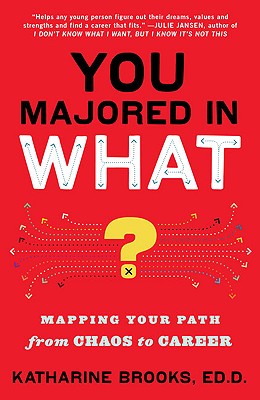 "Helps any young person figure out their dreams, values and
strengths and find a career that fits." —JULIE JANSEN, author of
I DON'T KNOW WHAT I WANT, BUT I KNOW IT'S NOT THIS
YOU
MAJORED IN
WHAT
?
MAPPING YOUR PATH
from CHAOS to CAREER
KATHARINE BROOKS, ED.D.